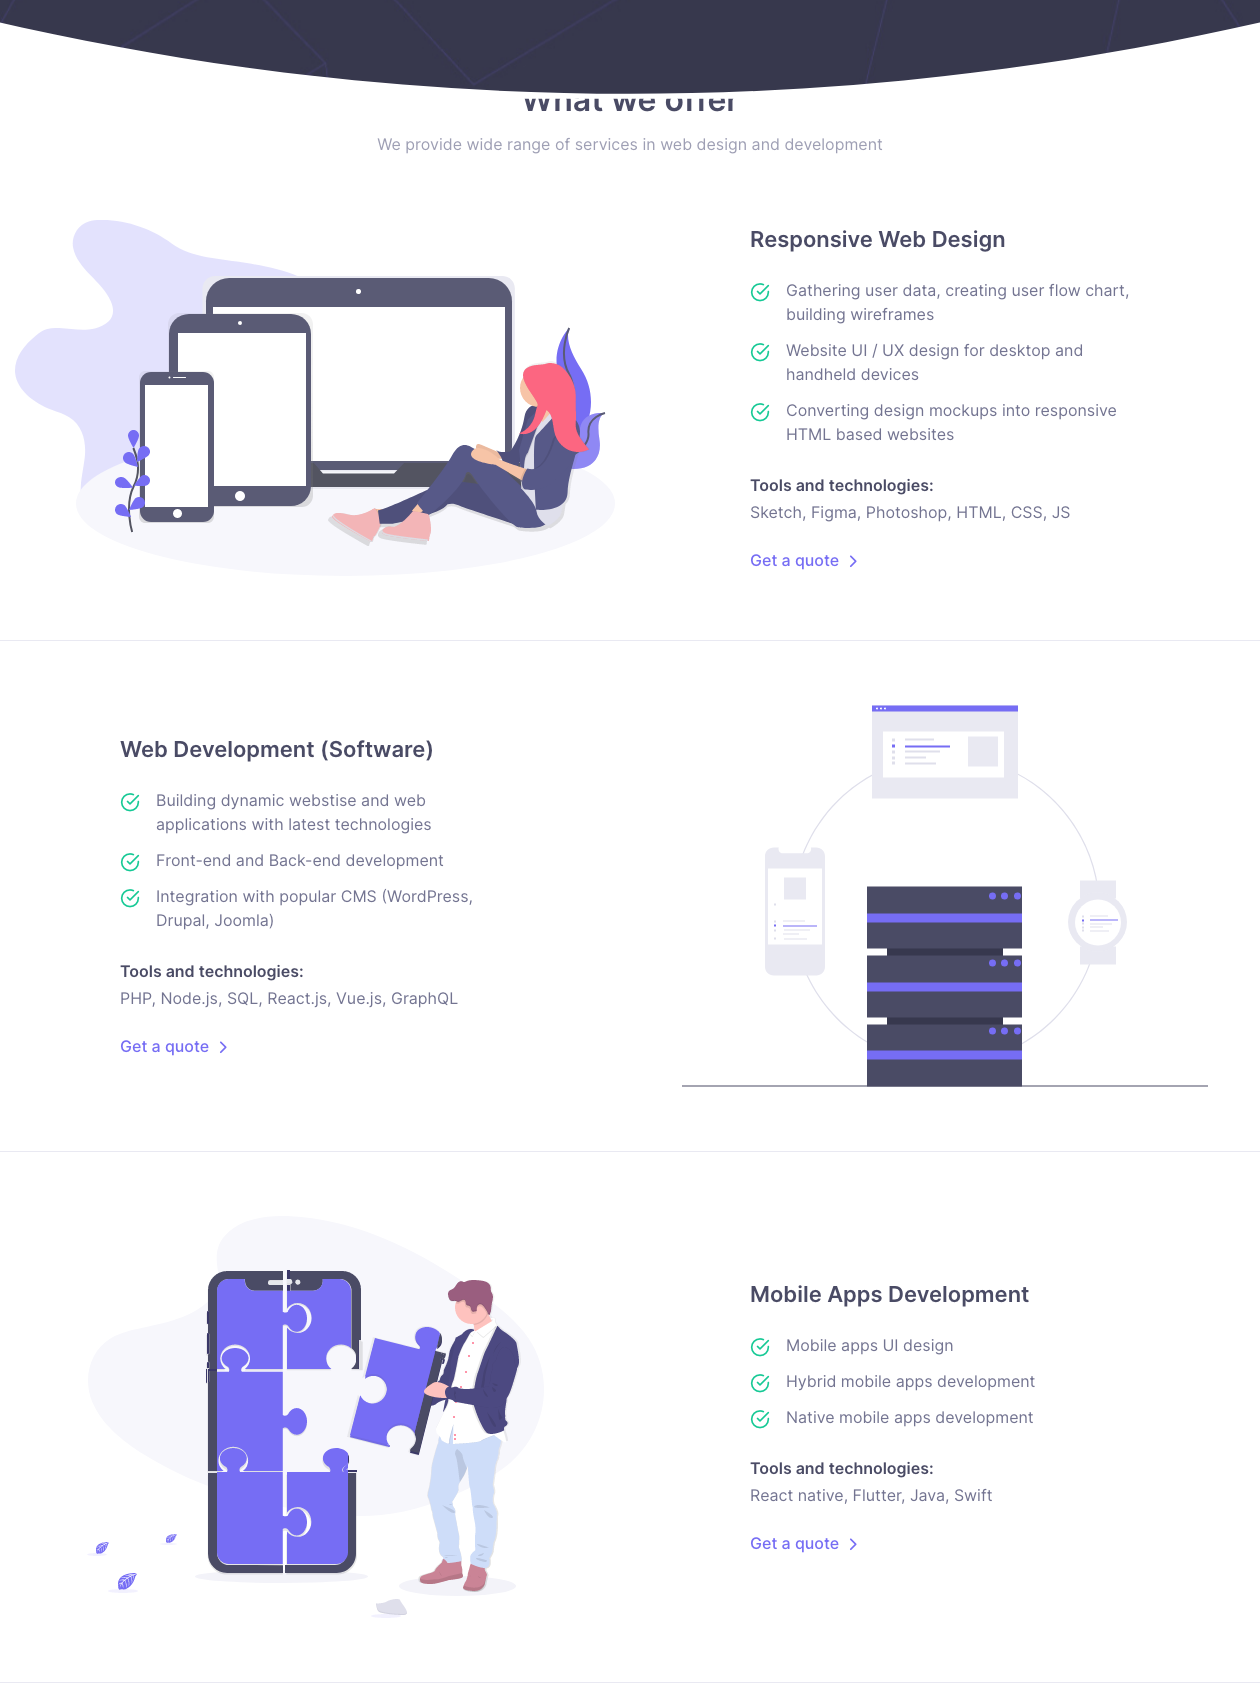 What we offer
We provide wide range of services in web design and development
Responsive Web Design
Gathering user data, creating user flow chart,
building wireframes
Website UI / UX design for desktop and
handheld devices
Converting design mockups into responsive
HTML based websites
Tools and technologies:
Sketch, Figma, Photoshop, HTML, CSS, JS
Get a quote
Web Development (Software)
Building dynamic webstise and web
applications with latest technologies
Front-end and Back-end development
Integration with popular CMS (WordPress,
Drupal, Joomla)
Tools and technologies:
PHP, Node.js, SQL, React.js, Vue.js, GraphQL
Get a quote
Mobile Apps Development
Mobile apps UI design
Hybrid mobile apps development
Native mobile apps development
Tools and technologies:
React native, Flutter, Java, Swift
Get a quote